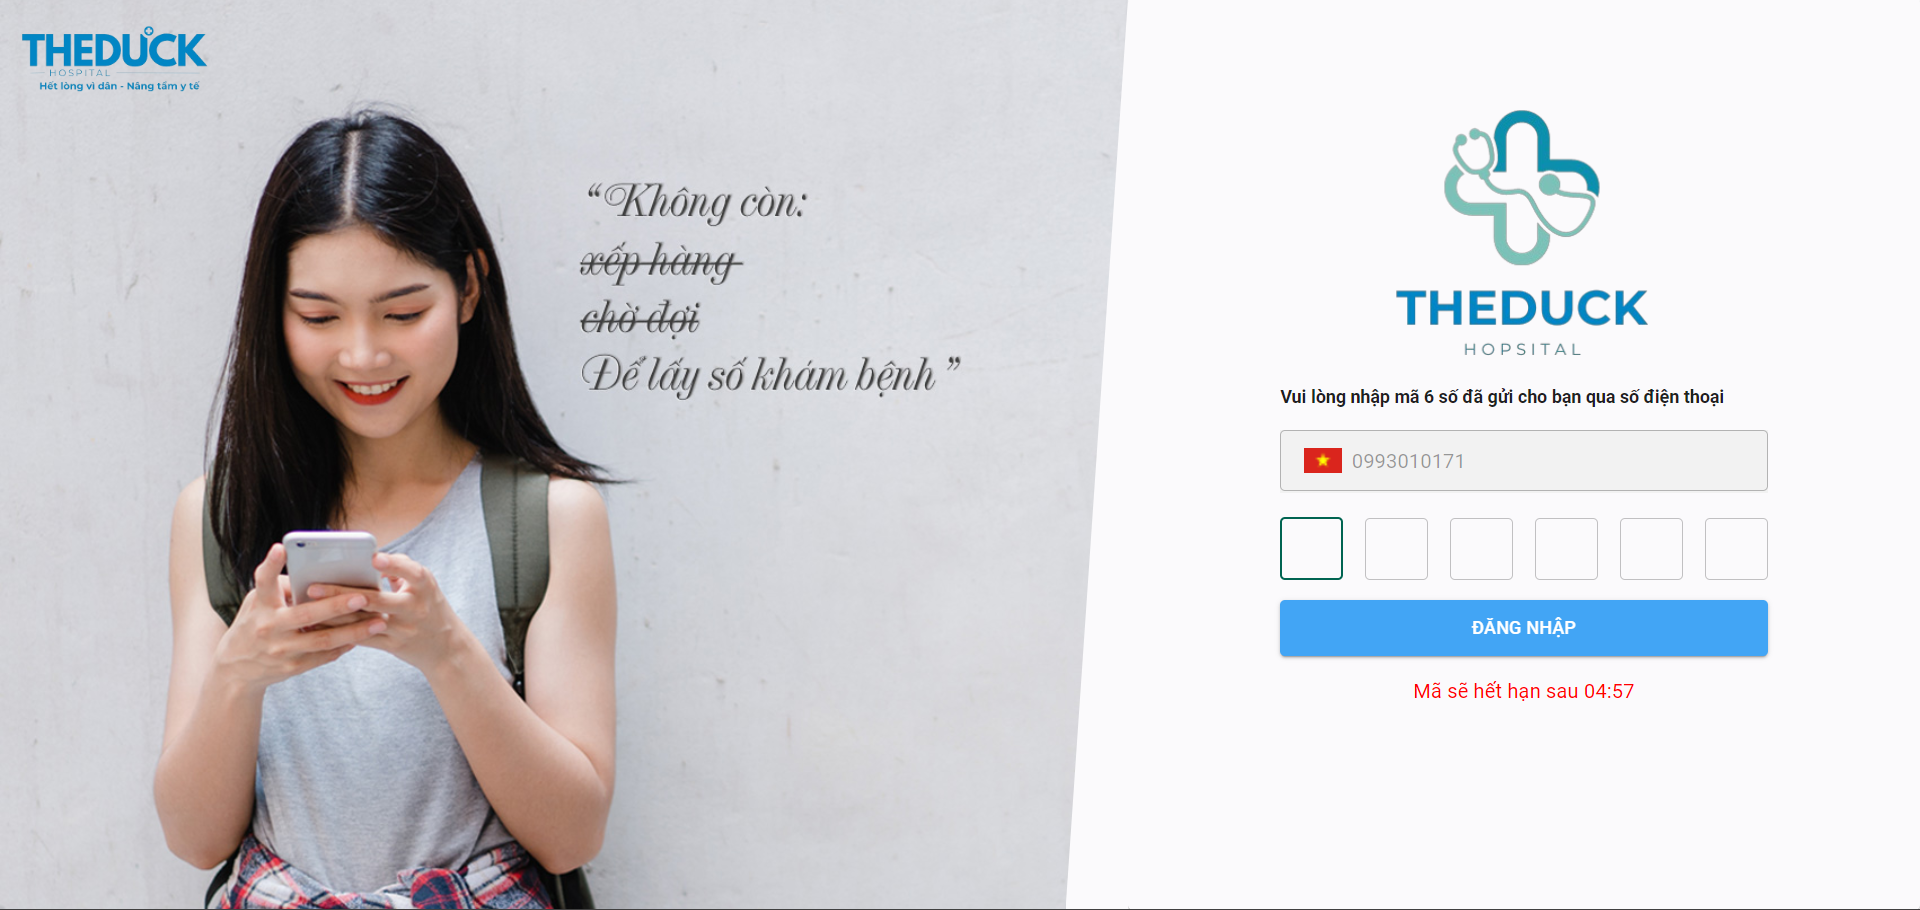 THEDUCK
HOSPITAL
Hết lòng vì dân - Nâng tầm y tế
“Không còn:
xếp hàng
chờ đợi
Để lấy số khám bệnh”
THEDUCK
HOPSITAL
Vui lòng nhập mã 6 số đã gửi cho bạn qua số điện thoại
0993010171
ĐĂNG NHẬP
Mã sẽ hết hạn sau 04:57